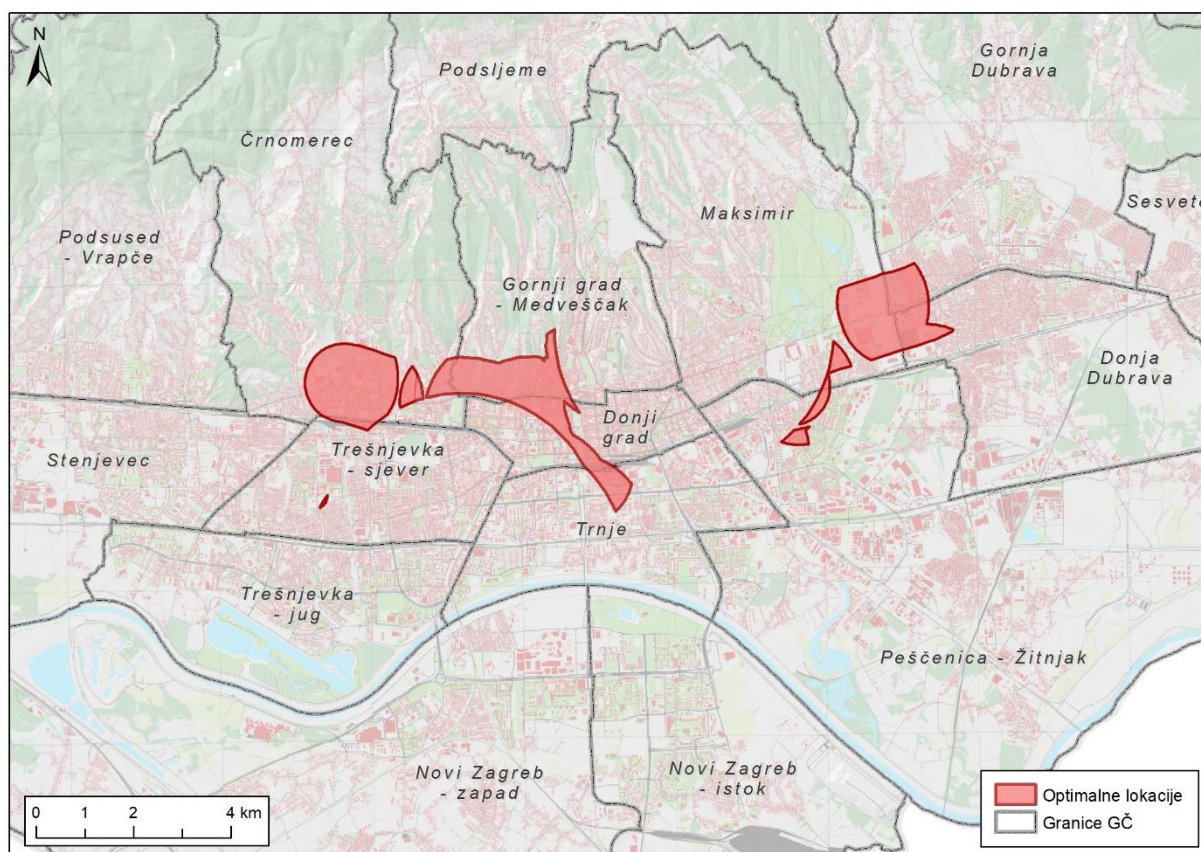 N
Podsljeme
Gornja
Dubrava
Črnomerec
Sesvete
Maksimir
Podsused
- Vrapče
Gornji grad
- Medveščak
Donja
Dubrava
Donji
grad
Trešnjevka
- sjever
Stenjevec
Trnje
Trešnjevka
- jug
Peščenica - Žitnjak
Novi Zagreb
- zapad
Novi Zagreb
- istok
0 1 2 4 km
Optimalne lokacije
Granice GČ